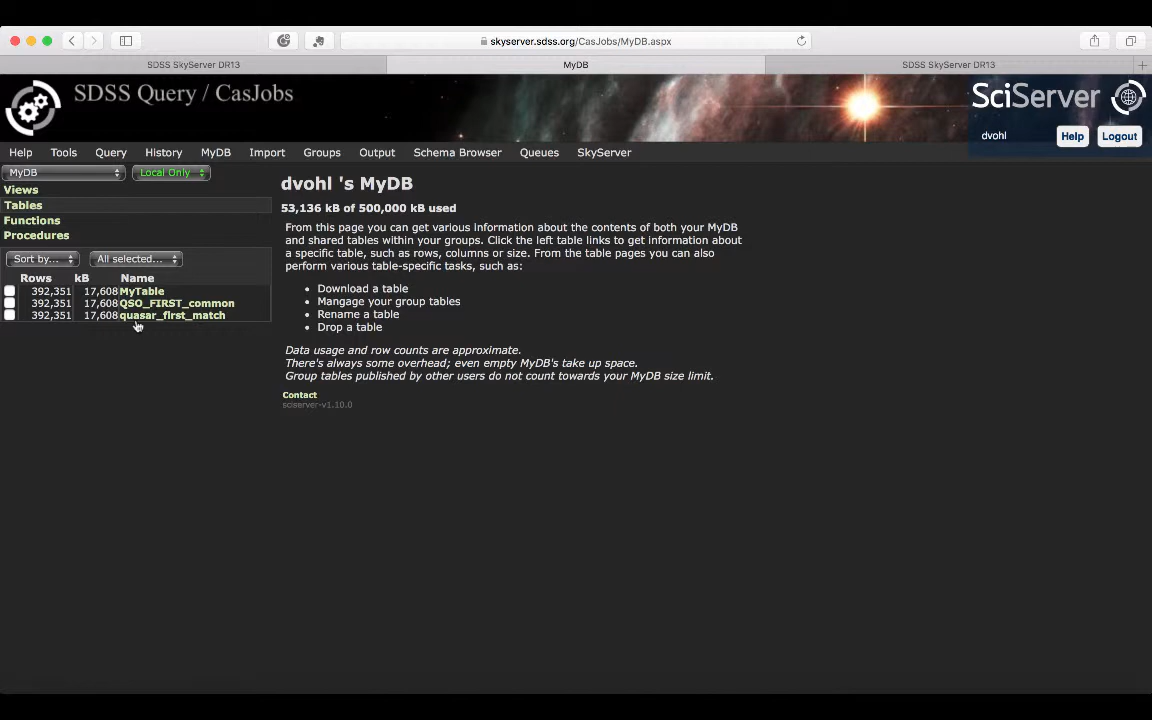 skyserver.sdss.org/CasJobs/MyDB.aspx
SDSS SkyServer DR13
MyDB
SDSS SkyServer DR13
SDSS Query / CasJobs
SciServer
dvohl
Help
Logout
Help Tools Query History MyDB Import Groups Output Schema Browser Queues SkyServer
MyDB
Local Only
Views
Tables
Functions
Procedures
Sort by...
All selected...
Rows kB Name
392,351 17,608 MyTable
392,351 17,608 QSO_FIRST_common
392,351 17,608 quasar_first_match
dvohl 's MyDB
53,136 kB of 500,000 kB used
From this page you can get various information about the contents of both your MyDB
and shared tables within your groups. Click the left table links to get information about
a specific table, such as rows, columns or size. From the table pages you can also
perform various table-specific tasks, such as:
• Download a table
• Mangage your group tables
• Rename a table
• Drop a table
Data usage and row counts are approximate.
There's always some overhead; even empty MyDB's take up space.
Group tables published by other users do not count towards your MyDB size limit.
Contact
sciserver-v1.10.0